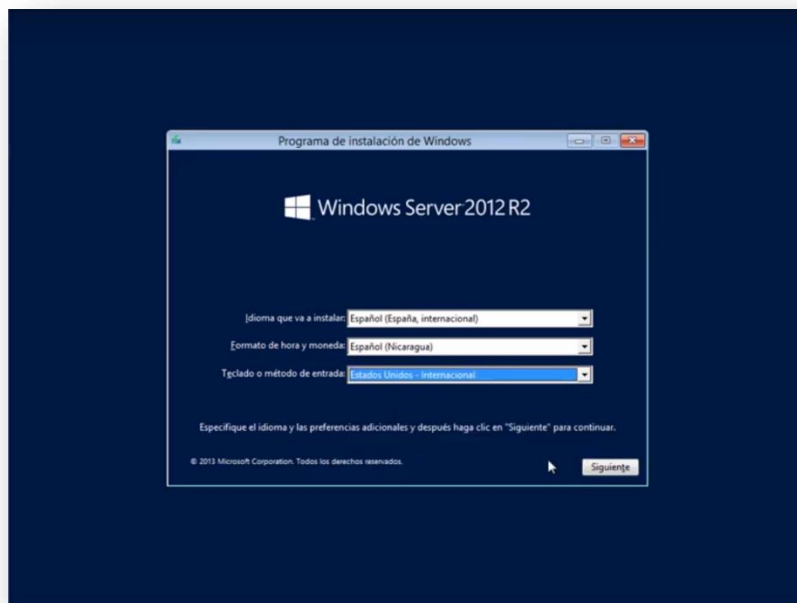 Programa de instalación de Windows
Windows Server 2012 R2
Idioma que va a instalar: Español (España, internacional)
Formato de hora y moneda: Español (Nicaragua)
Teclado o método de entrada: Estados Unidos - Internacional
Especifique el idioma y las preferencias adicionales y después haga clic en "Siguiente" para continuar.
© 2013 Microsoft Corporation. Todos los derechos reservados.
Siguiente